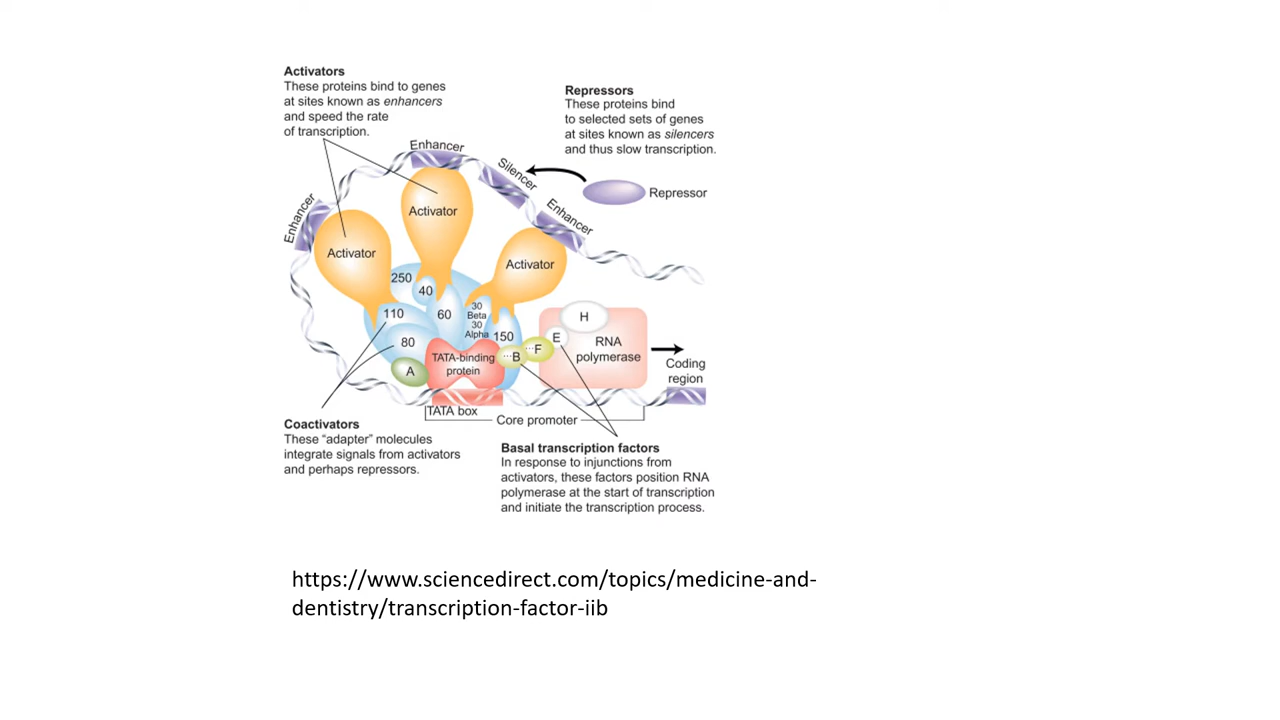 Activators
These proteins bind to genes
at sites known as enhancers
and speed the rate
of transcription.
Repressors
These proteins bind
to selected sets of genes
at sites known as silencers
and thus slow transcription.
Enhancer
Silencer
Repressor
Enhancer
Enhancer
Activator
Activator
Activator
250
40
110
60
30
Beta
30
Alpha
150
80
A
TATA-binding
protein
···B
···F
E
H
RNA
polymerase
Coding
region
TATA box
Core promoter
Coactivators
These “adapter” molecules
integrate signals from activators
and perhaps repressors.
Basal transcription factors
In response to injunctions from
activators, these factors position RNA
polymerase at the start of transcription
and initiate the transcription process.
https://www.sciencedirect.com/topics/medicine-and-
dentistry/transcription-factor-iib